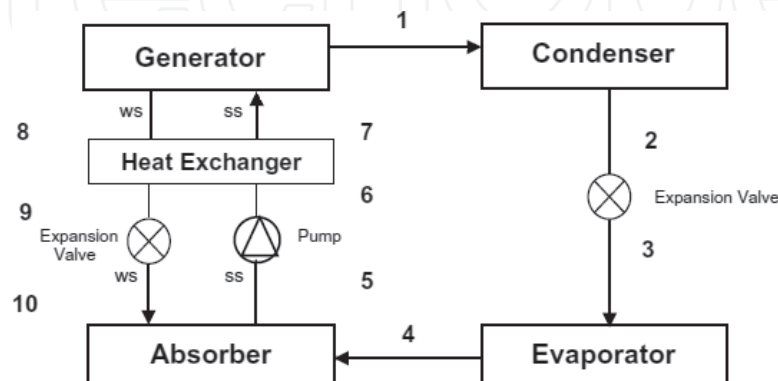 1
Generator
Condenser
ws
ss
8
7
2
Heat Exchanger
6
Expansion Valve
9
Expansion
Valve
Pump
3
ws
ss
5
10
4
Absorber
Evaporator